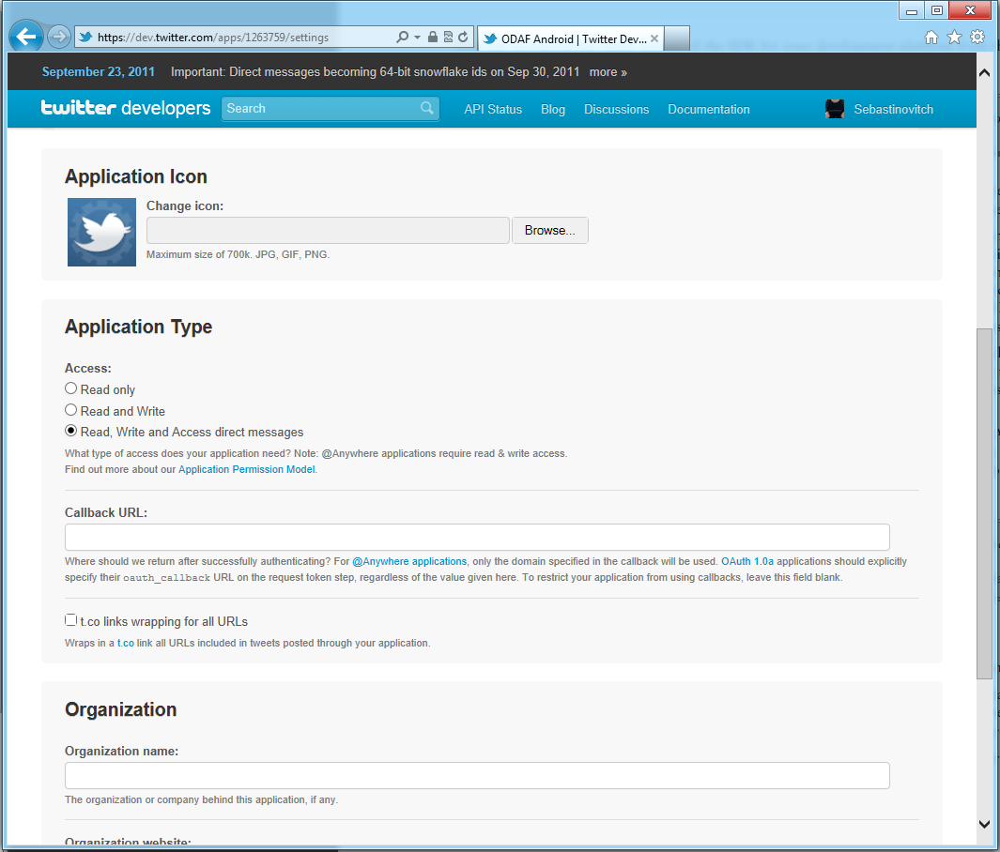 https://dev.twitter.com/apps/1263759/settings
ODAF Android | Twitter Dev...
September 23, 2011 Important: Direct messages becoming 64-bit snowflake ids on Sep 30, 2011 more »
twitter developers Search API Status Blog Discussions Documentation Sebastinovitch
Application Icon
Change icon:
Browse...
Maximum size of 700k. JPG, GIF, PNG.
Application Type
Access:
Read only
Read and Write
Read, Write and Access direct messages
What type of access does your application need? Note: @Anywhere applications require read & write access.
Find out more about our Application Permission Model.
Callback URL:
Where should we return after successfully authenticating? For @Anywhere applications, only the domain specified in the callback will be used. OAuth 1.0a applications should explicitly
specify their oauth_callback URL on the request token step, regardless of the value given here. To restrict your application from using callbacks, leave this field blank.
t.co links wrapping for all URLs
Wraps in a t.co link all URLs included in tweets posted through your application.
Organization
Organization name:
The organization or company behind this application, if any.
Organization website: